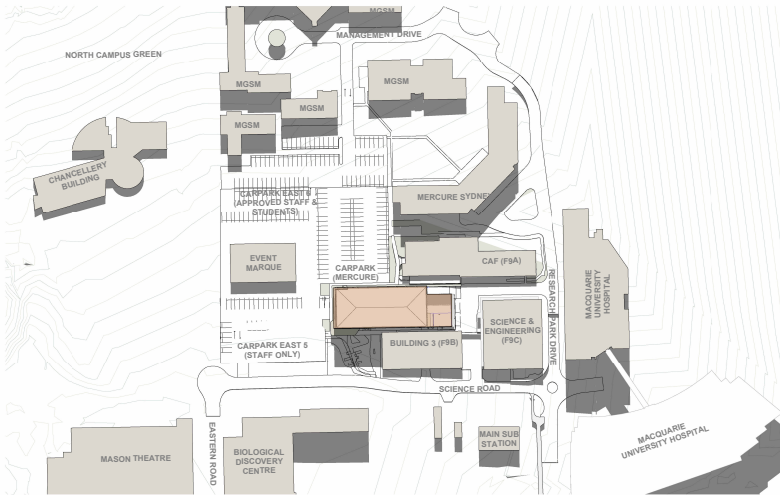 MGSM
MANAGEMENT DRIVE
NORTH CAMPUS GREEN
MGSM
MGSM
MGSM
MGSM
CHANCELLERY
BUILDING
CARPARK EAST 6
(APPROVED STAFF &
STUDENTS)
MERCURE SYDNEY
EVENT
MARQUE
CARPARK
(MERCURE)
CAF (F9A)
RESEARCH PARK DRIVE
MACQUARIE
UNIVERSITY
HOSPITAL
SCIENCE &
ENGINEERING
(F9C)
CARPARK EAST 5
(STAFF ONLY)
BUILDING 3 (F9B)
SCIENCE ROAD
EASTERN ROAD
MASON THEATRE
BIOLOGICAL
DISCOVERY
CENTRE
MAIN SUB
STATION
MACQUARIE
UNIVERSITY HOSPITAL